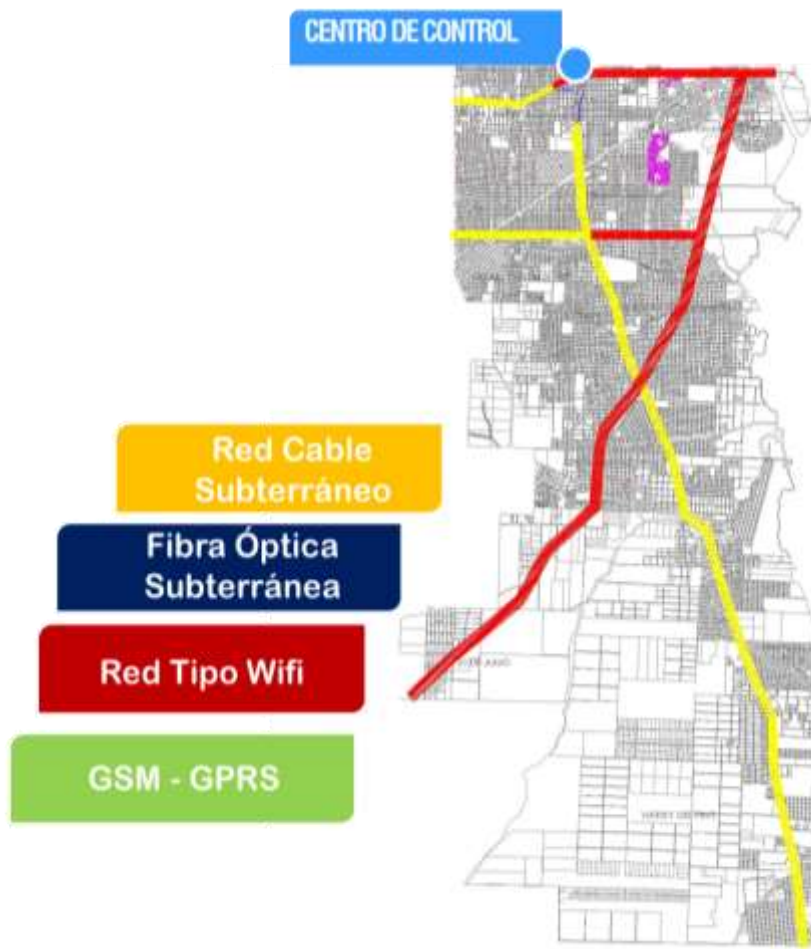 CENTRO DE CONTROL
Red Cable
Subterráneo
Fibra Óptica
Subterránea
Red Tipo Wifi
GSM - GPRS